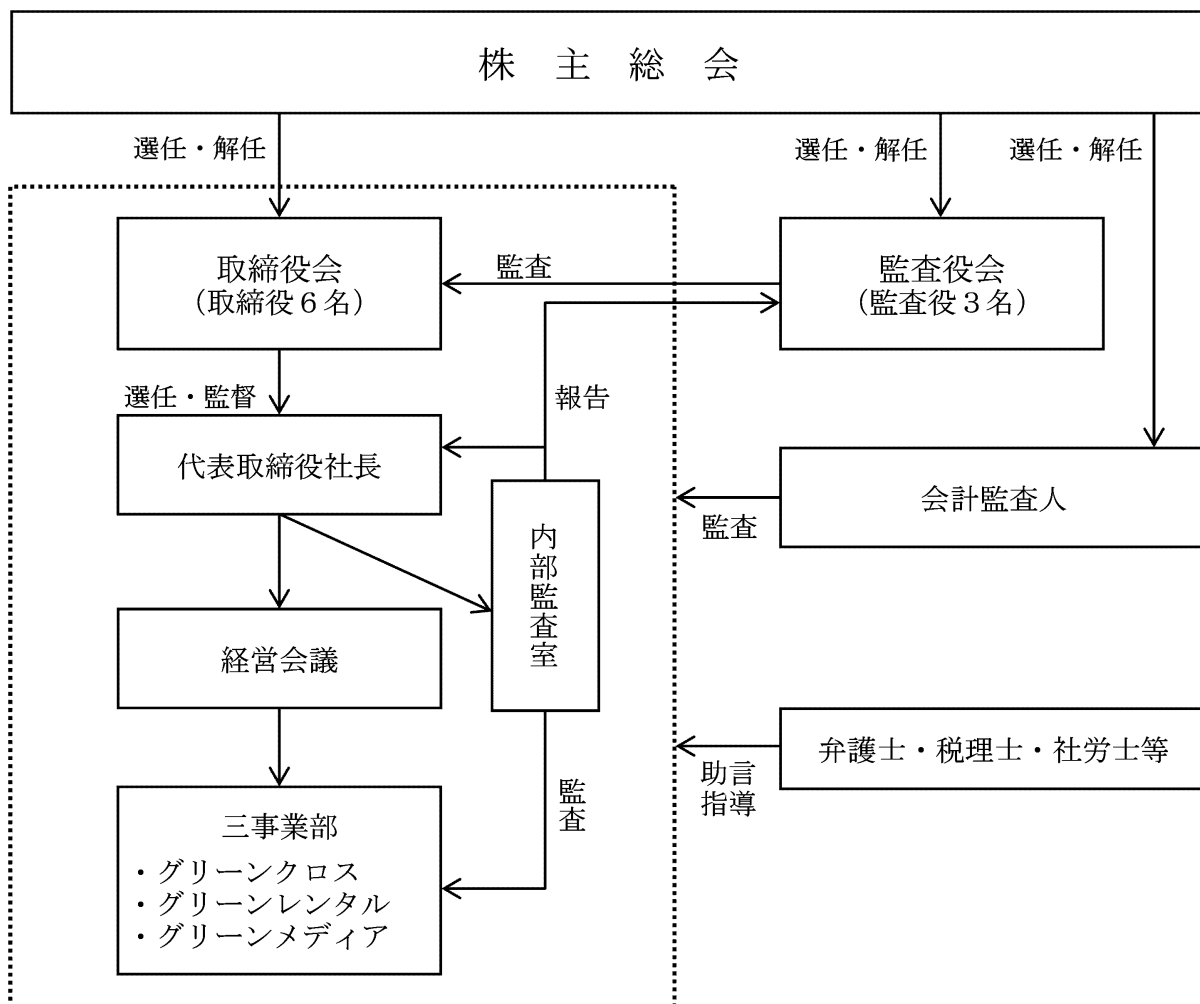 株主総会
選任・解任
選任・解任
選任・解任
取締役会
（取締役６名）
監査
監査役会
（監査役３名）
選任・監督
報告
代表取締役社長
内部監査室
会計監査人
監査
経営会議
弁護士・税理士・社労士等
助言
指導
監査
三事業部
・グリーンクロス
・グリーンレンタル
・グリーンメディア